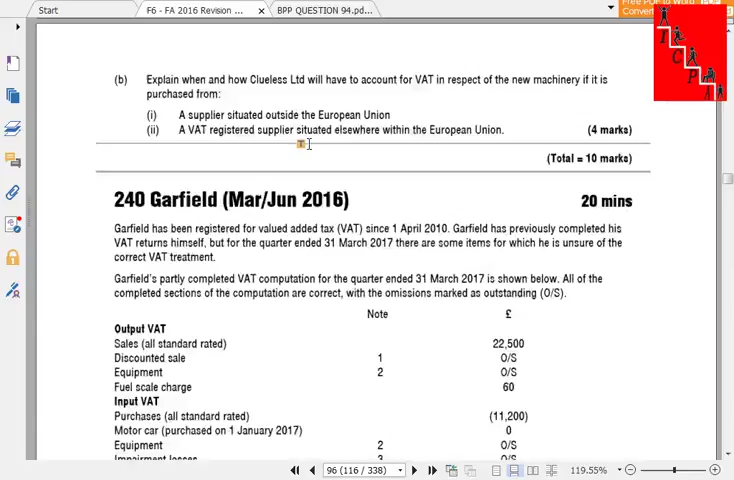 Start
F6 - FA 2016 Revision ...
BPP QUESTION 94.pd...
Free PDF to Word
Convert
I
C
P
A
(b) Explain when and how Clueless Ltd will have to account for VAT in respect of the new machinery if it is
purchased from:
(i) A supplier situated outside the European Union
(ii) A VAT registered supplier situated elsewhere within the European Union. (4 marks)
(Total = 10 marks)
240 Garfield (Mar/Jun 2016) 20 mins
Garfield has been registered for valued added tax (VAT) since 1 April 2010. Garfield has previously completed his
VAT returns himself, but for the quarter ended 31 March 2017 there are some items for which he is unsure of the
correct VAT treatment.
Garfield's partly completed VAT computation for the quarter ended 31 March 2017 is shown below. All of the
completed sections of the computation are correct, with the omissions marked as outstanding (O/S).
Note £
Output VAT
Sales (all standard rated) 22,500
Discounted sale 1 O/S
Equipment 2 O/S
Fuel scale charge 60
Input VAT
Purchases (all standard rated) (11,200)
Motor car (purchased on 1 January 2017) 0
Equipment 2 O/S
Impairment losses 3 O/S
96 (116 / 338)
119.55%